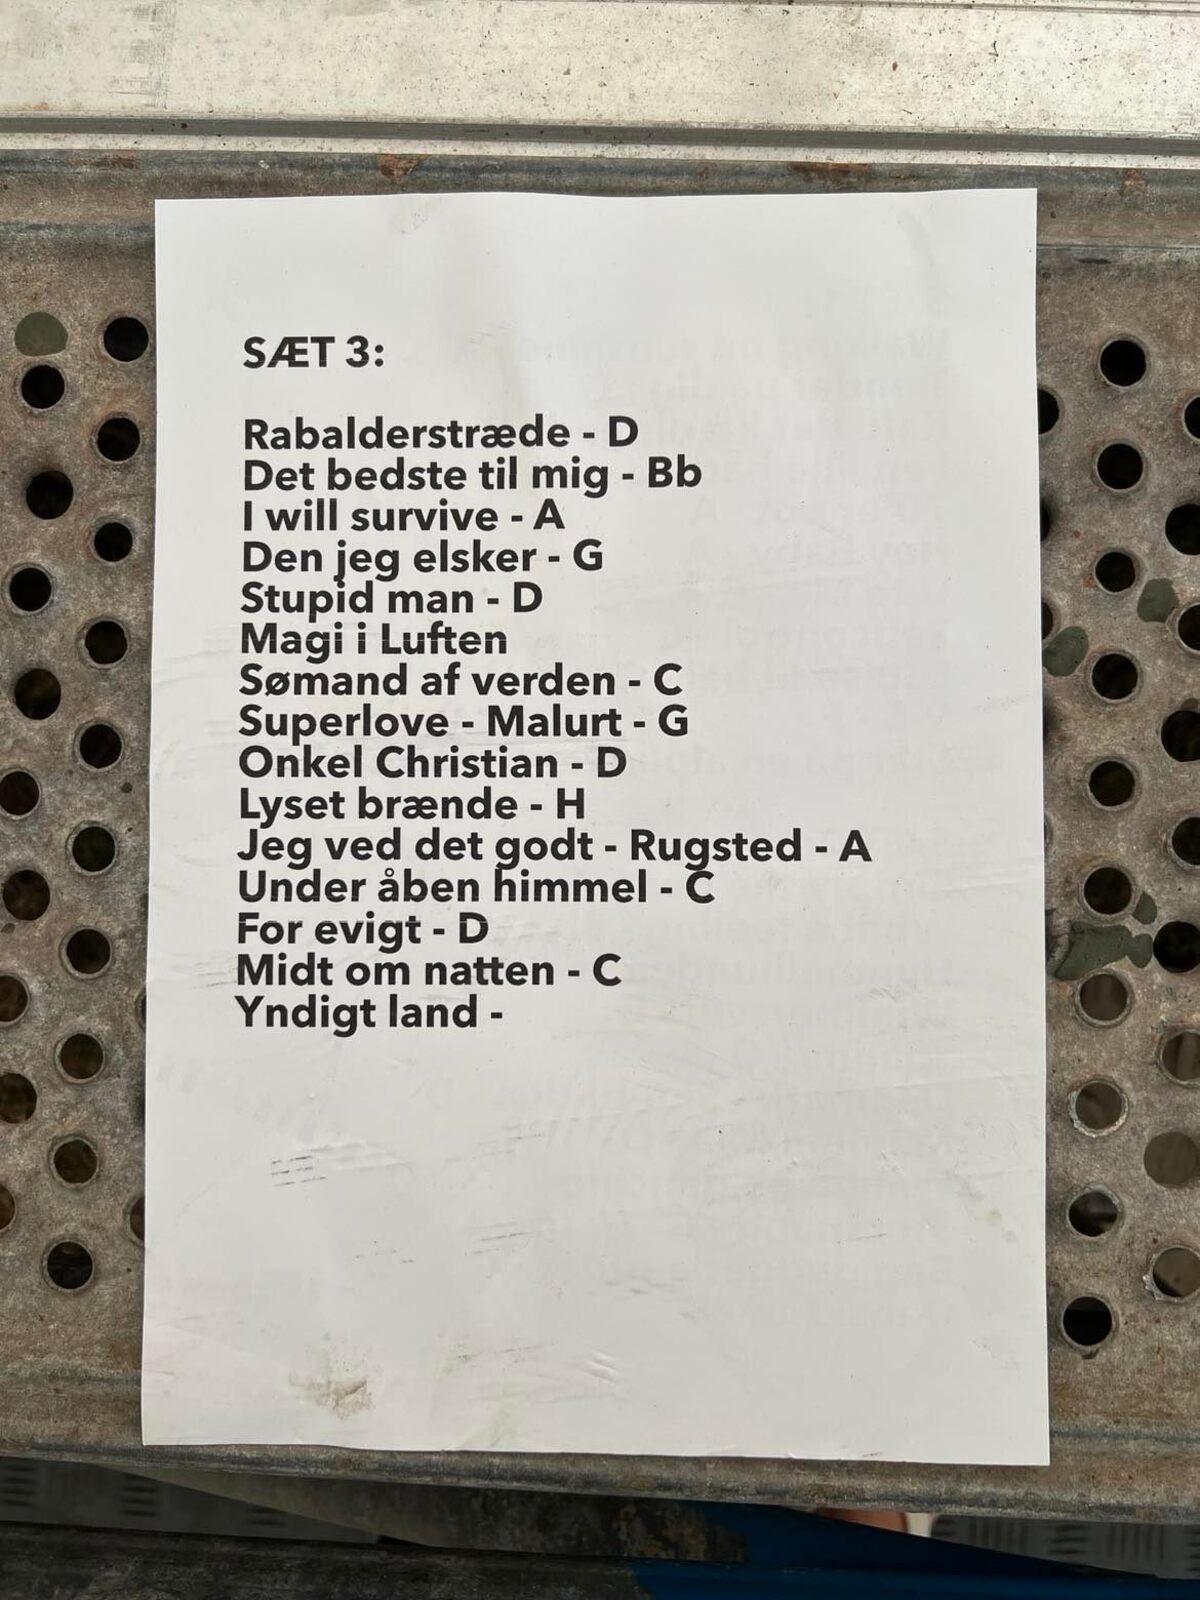 SÆT 3:
Rabalderstræde - D
Det bedste til mig - Bb
I will survive - A
Den jeg elsker - G
Stupid man - D
Magi i Luften
Sømand af verden - C
Superlove - Malurt - G
Onkel Christian - D
Lyset brænde - H
Jeg ved det godt - Rugsted - A
Under åben himmel - C
For evigt - D
Midt om natten - C
Yndigt land -